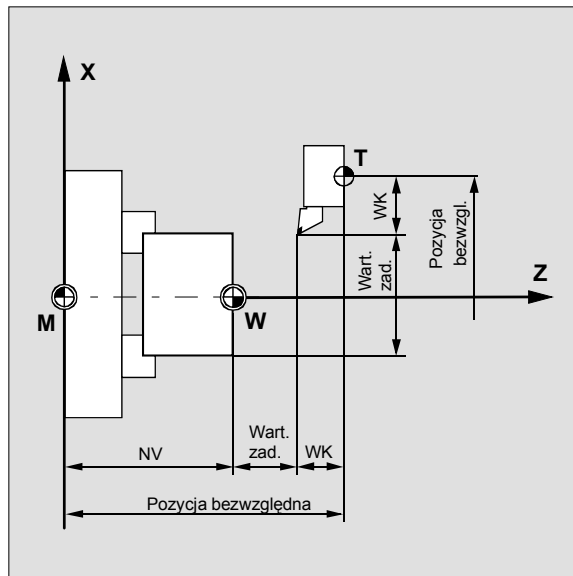 X
T
WK
Pozycja
bezwzgl.
Wart.
zad.
Z
M
W
NV
Wart.
zad.
WK
Pozycja bezwzględna